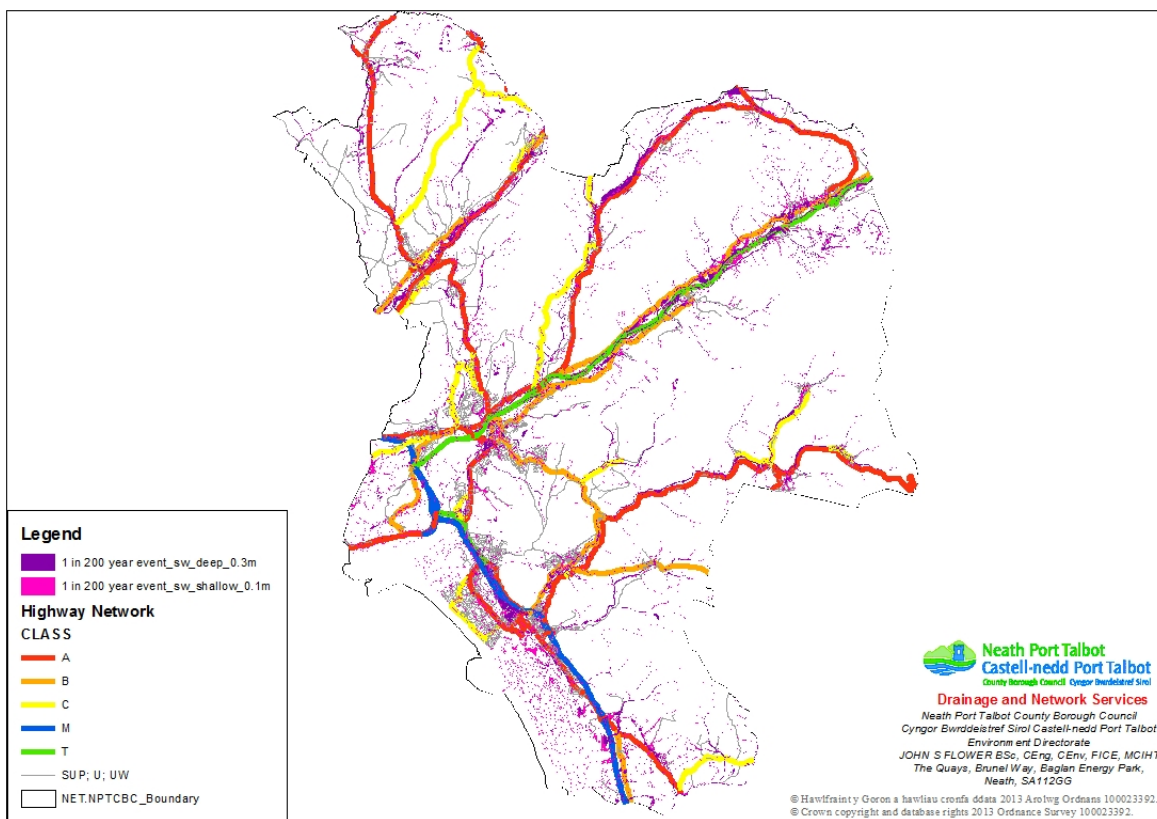 Legend
1 in 200 year event_sw_deep_0.3m
1 in 200 year event_sw_shallow_0.1m
Highway Network
CLASS
A
B
C
M
T
SUP; U; UW
NET.NPTCBC_Boundary
Neath Port Talbot
Castell-nedd Port Talbot
County Borough Council Cyngor Bwrdeistref Sirol
Drainage and Network Services
Neath Port Talbot County Borough Council
Cyngor Bwrddeistref Sirol Castell-nedd Port Talbot
Environment Directorate
JOHN S FLOWER BSc, CEng, CEnv, FICE, MCIHT
The Quays, Brunel Way, Baglan Energy Park,
Neath, SA112GG
© Hawlfraint y Goron a hawliau cronfa ddata 2013 Arolwg Ordnans 100023392.
© Crown copyright and database rights 2013 Ordnance Survey 100023392.